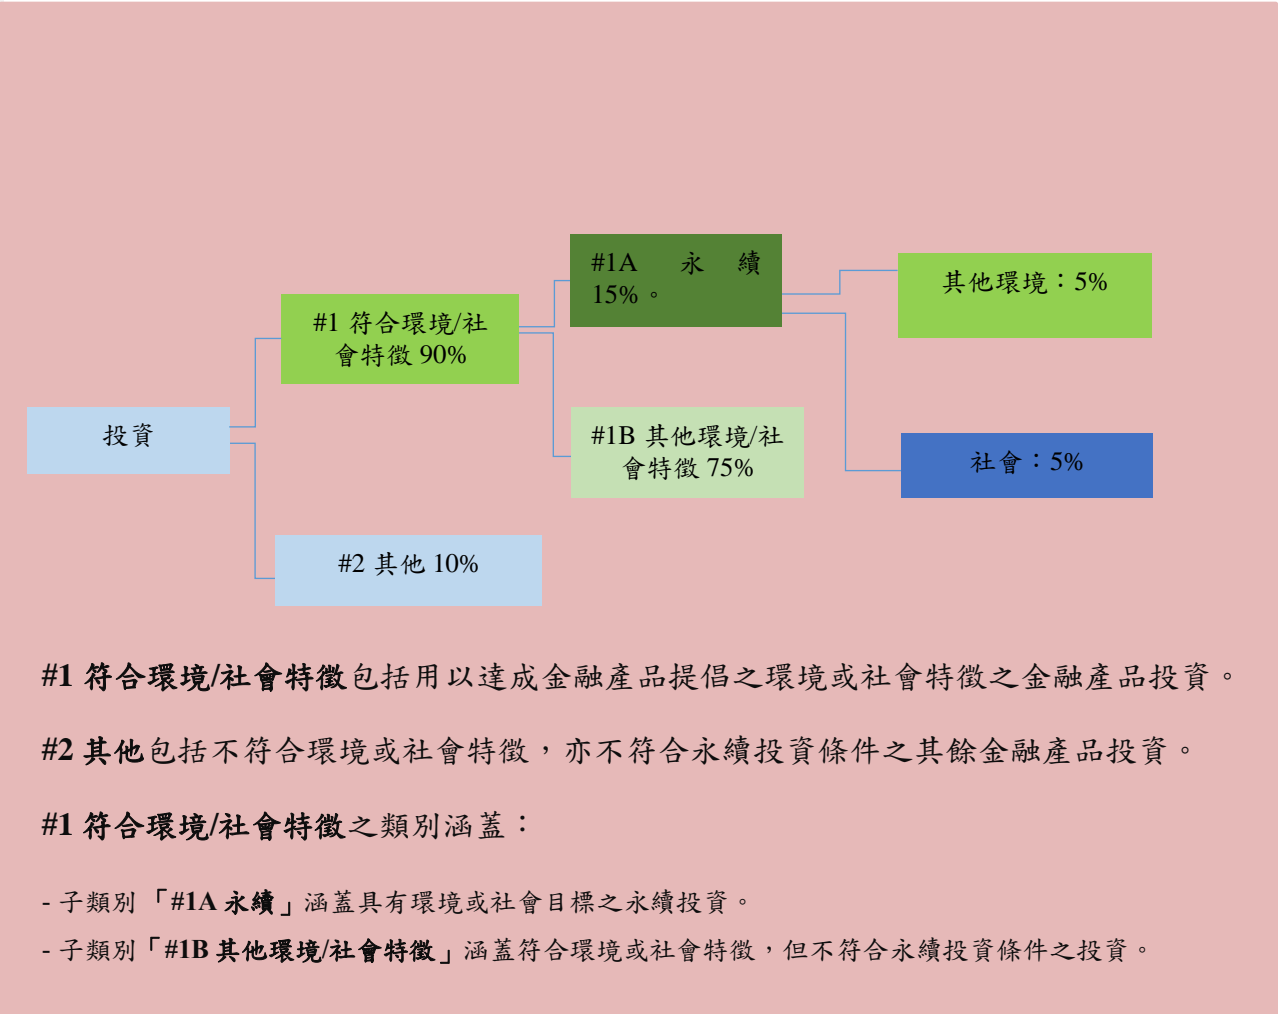 #1A 永續
15%。
其他環境：5%
#1 符合環境/社
會特徵 90%
投資
#1B 其他環境/社
會特徵 75%
社會：5%
#2 其他 10%
#1 符合環境/社會特徵包括用以達成金融產品提倡之環境或社會特徵之金融產品投資。
#2 其他包括不符合環境或社會特徵，亦不符合永續投資條件之其餘金融產品投資。
#1 符合環境/社會特徵之類別涵蓋：
- 子類別「#1A 永續」涵蓋具有環境或社會目標之永續投資。
- 子類別「#1B 其他環境/社會特徵」涵蓋符合環境或社會特徵，但不符合永續投資條件之投資。